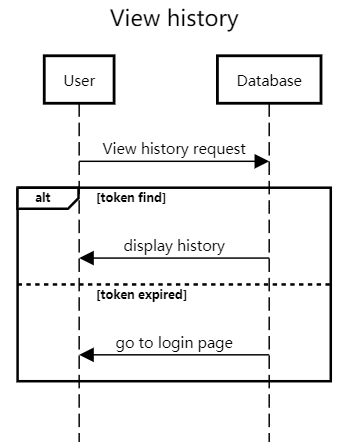 View history
User
Database
View history request
alt
[token find]
display history
[token expired]
go to login page